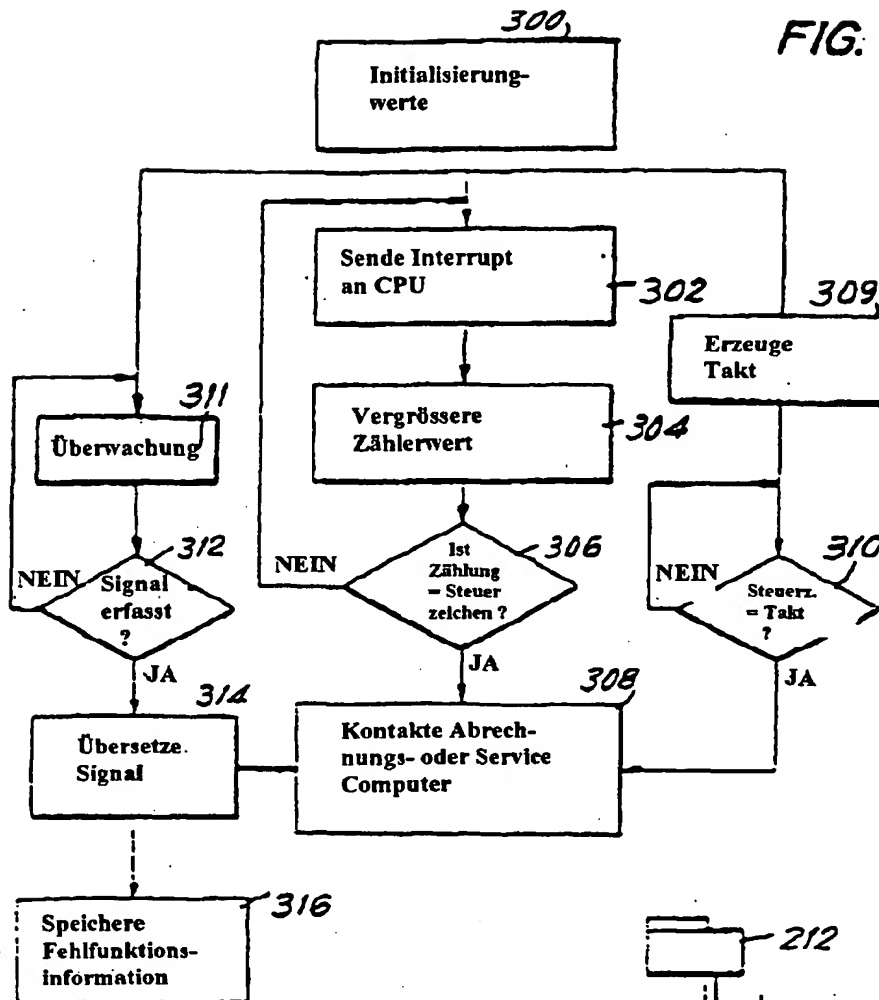 300
FIG.
Initialisierung-
werte
Sende Interrupt
an CPU
302
309
Erzeuge
Takt
311
Überwachung
Vergrössere
Zählerwert
304
312
NEIN
Signal
erfasst
?
JA
NEIN
Ist
Zählung
= Steuer
zeichen ?
306
JA
NEIN
310
Steuerz.
= Takt
?
JA
314
Übersetze.
Signal
308
Kontakte Abrech-
nungs- oder Service
Computer
316
Speichere
Fehlfunktions-
information
212